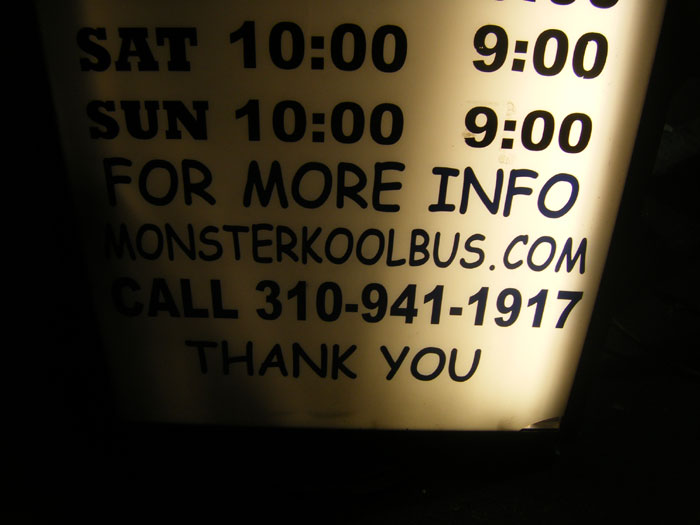 SAT 10:00 9:00
SUN 10:00 9:00
FOR MORE INFO
MONSTERKOOLBUS.COM
CALL 310-941-1917
THANK YOU